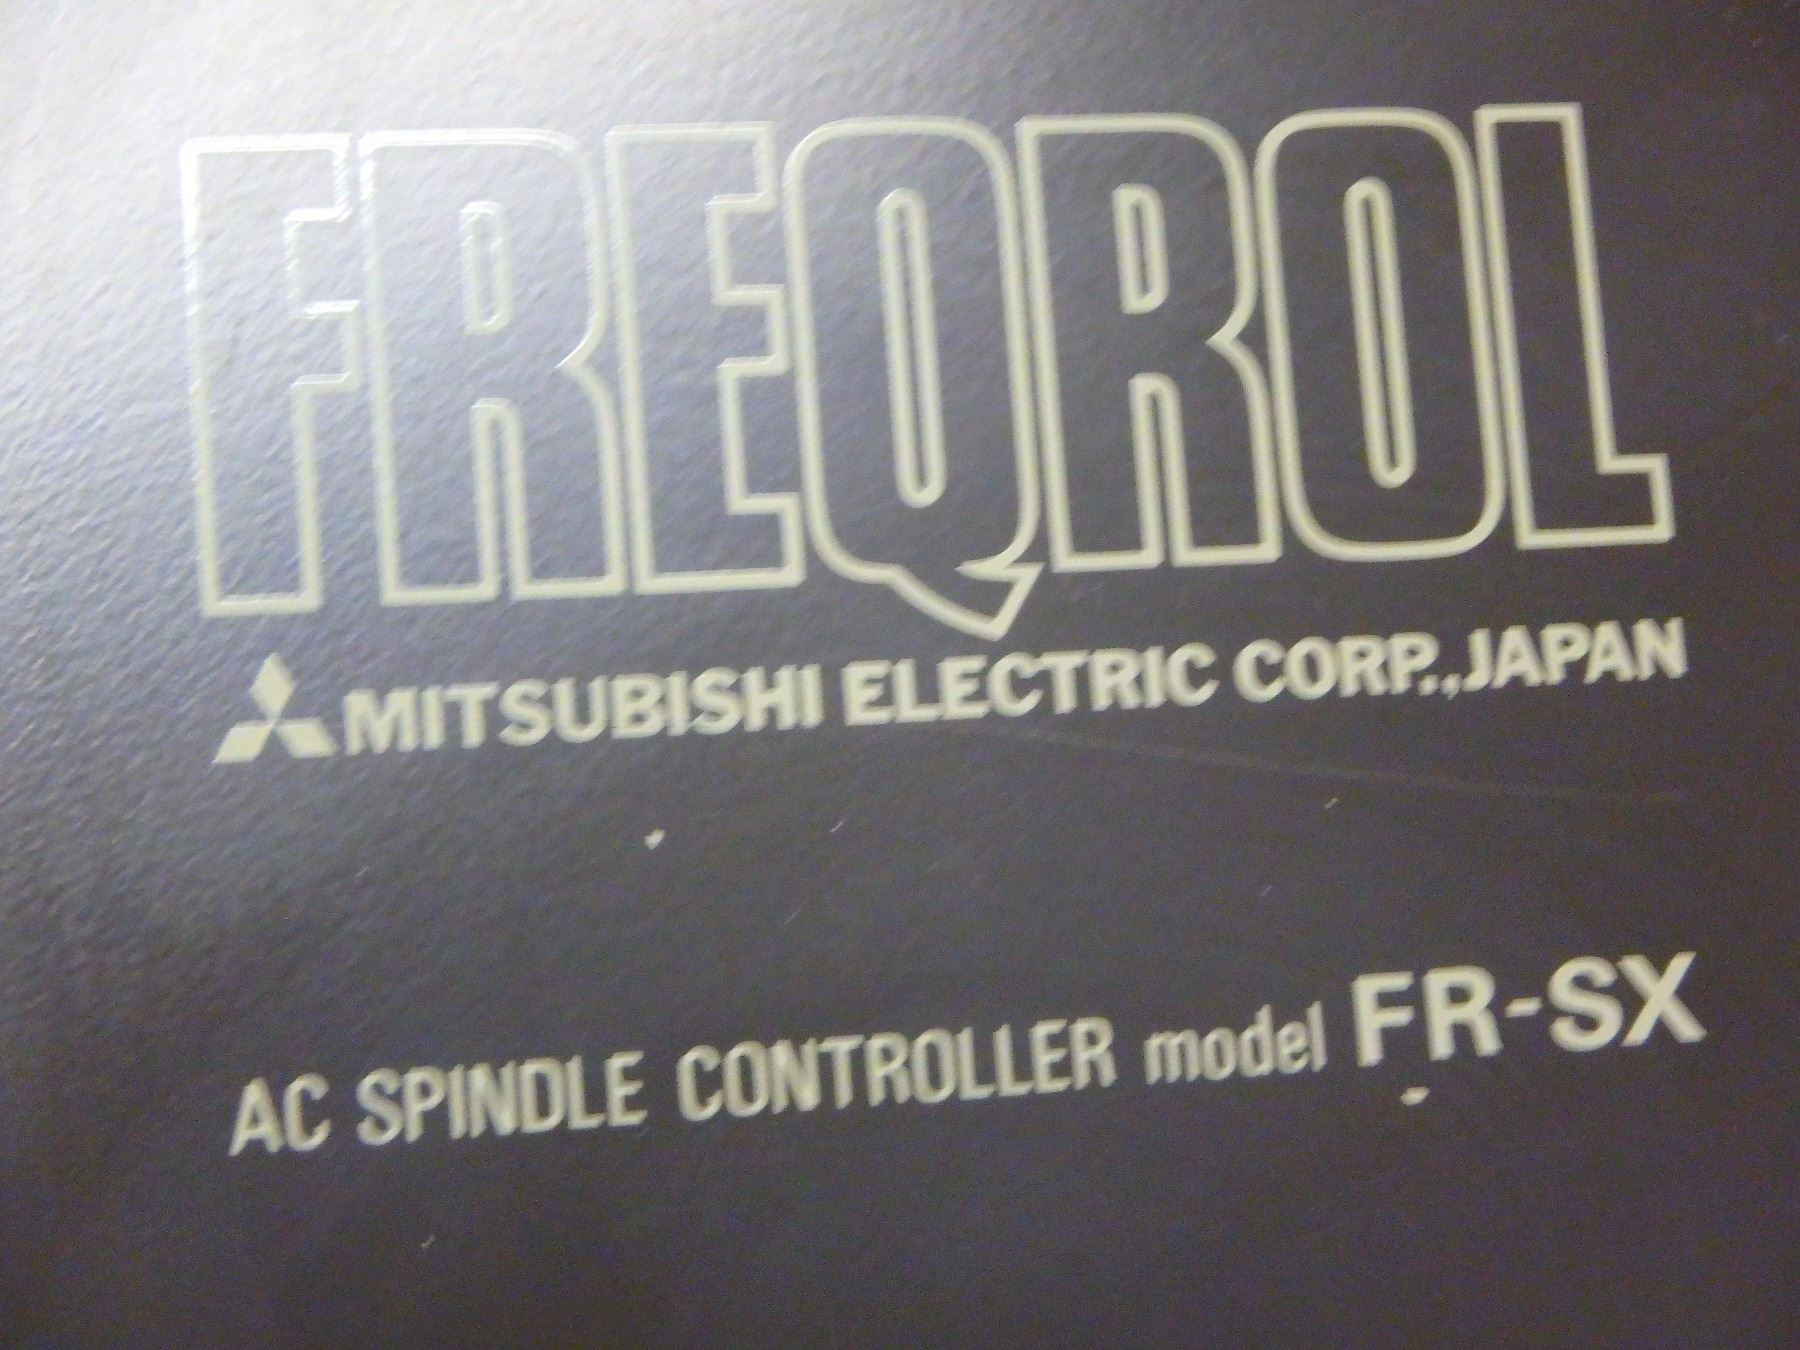 FREQROL
MITSUBISHI ELECTRIC CORP.,JAPAN
AC SPINDLE CONTROLLER model FR-SX